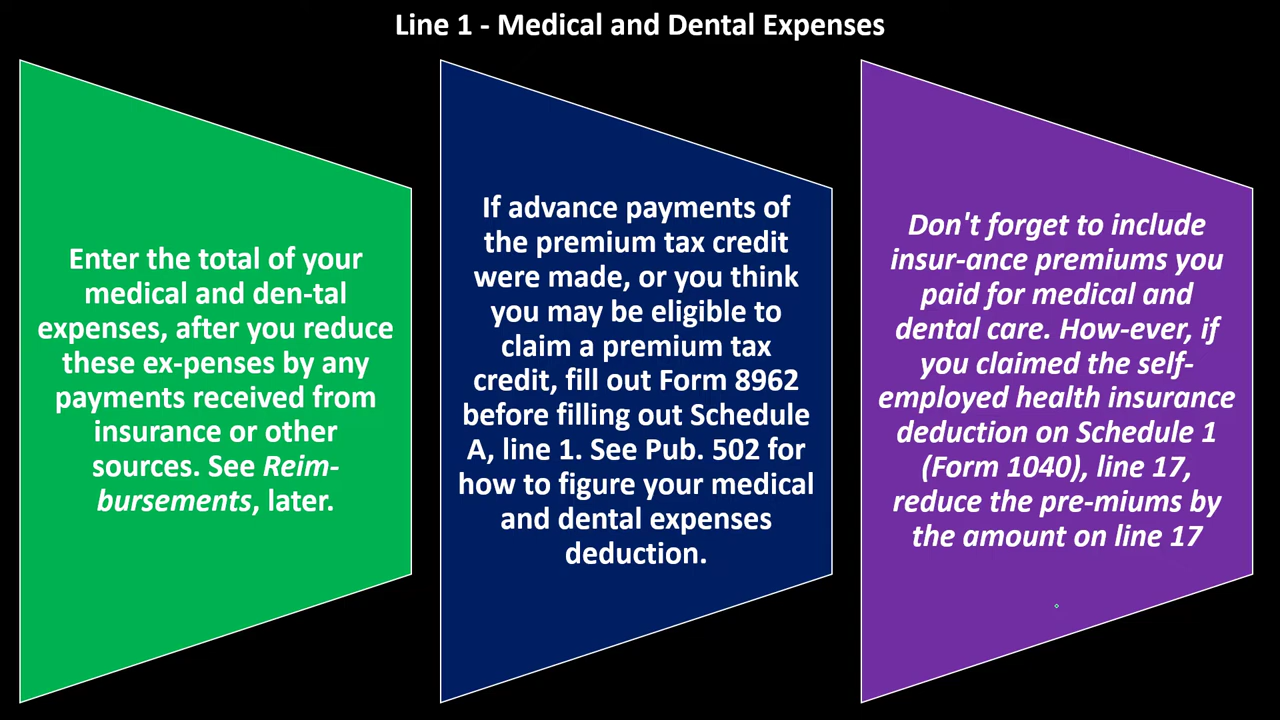 Line 1 - Medical and Dental Expenses
Enter the total of your
medical and den-tal
expenses, after you reduce
these ex-penses by any
payments received from
insurance or other
sources. See Reim-
bursements, later.
If advance payments of
the premium tax credit
were made, or you think
you may be eligible to
claim a premium tax
credit, fill out Form 8962
before filling out Schedule
A, line 1. See Pub. 502 for
how to figure your medical
and dental expenses
deduction.
Don't forget to include
insur-ance premiums you
paid for medical and
dental care. How-ever, if
you claimed the self-
employed health insurance
deduction on Schedule 1
(Form 1040), line 17,
reduce the pre-miums by
the amount on line 17